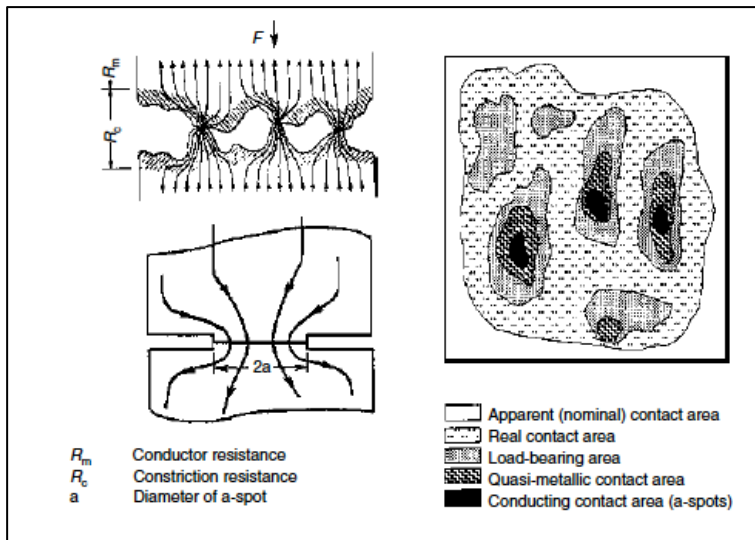 F
Rm
Rc
2a
Rm Conductor resistance
Rc Constriction resistance
a Diameter of a-spot
Apparent (nominal) contact area
Real contact area
Load-bearing area
Quasi-metallic contact area
Conducting contact area (a-spots)